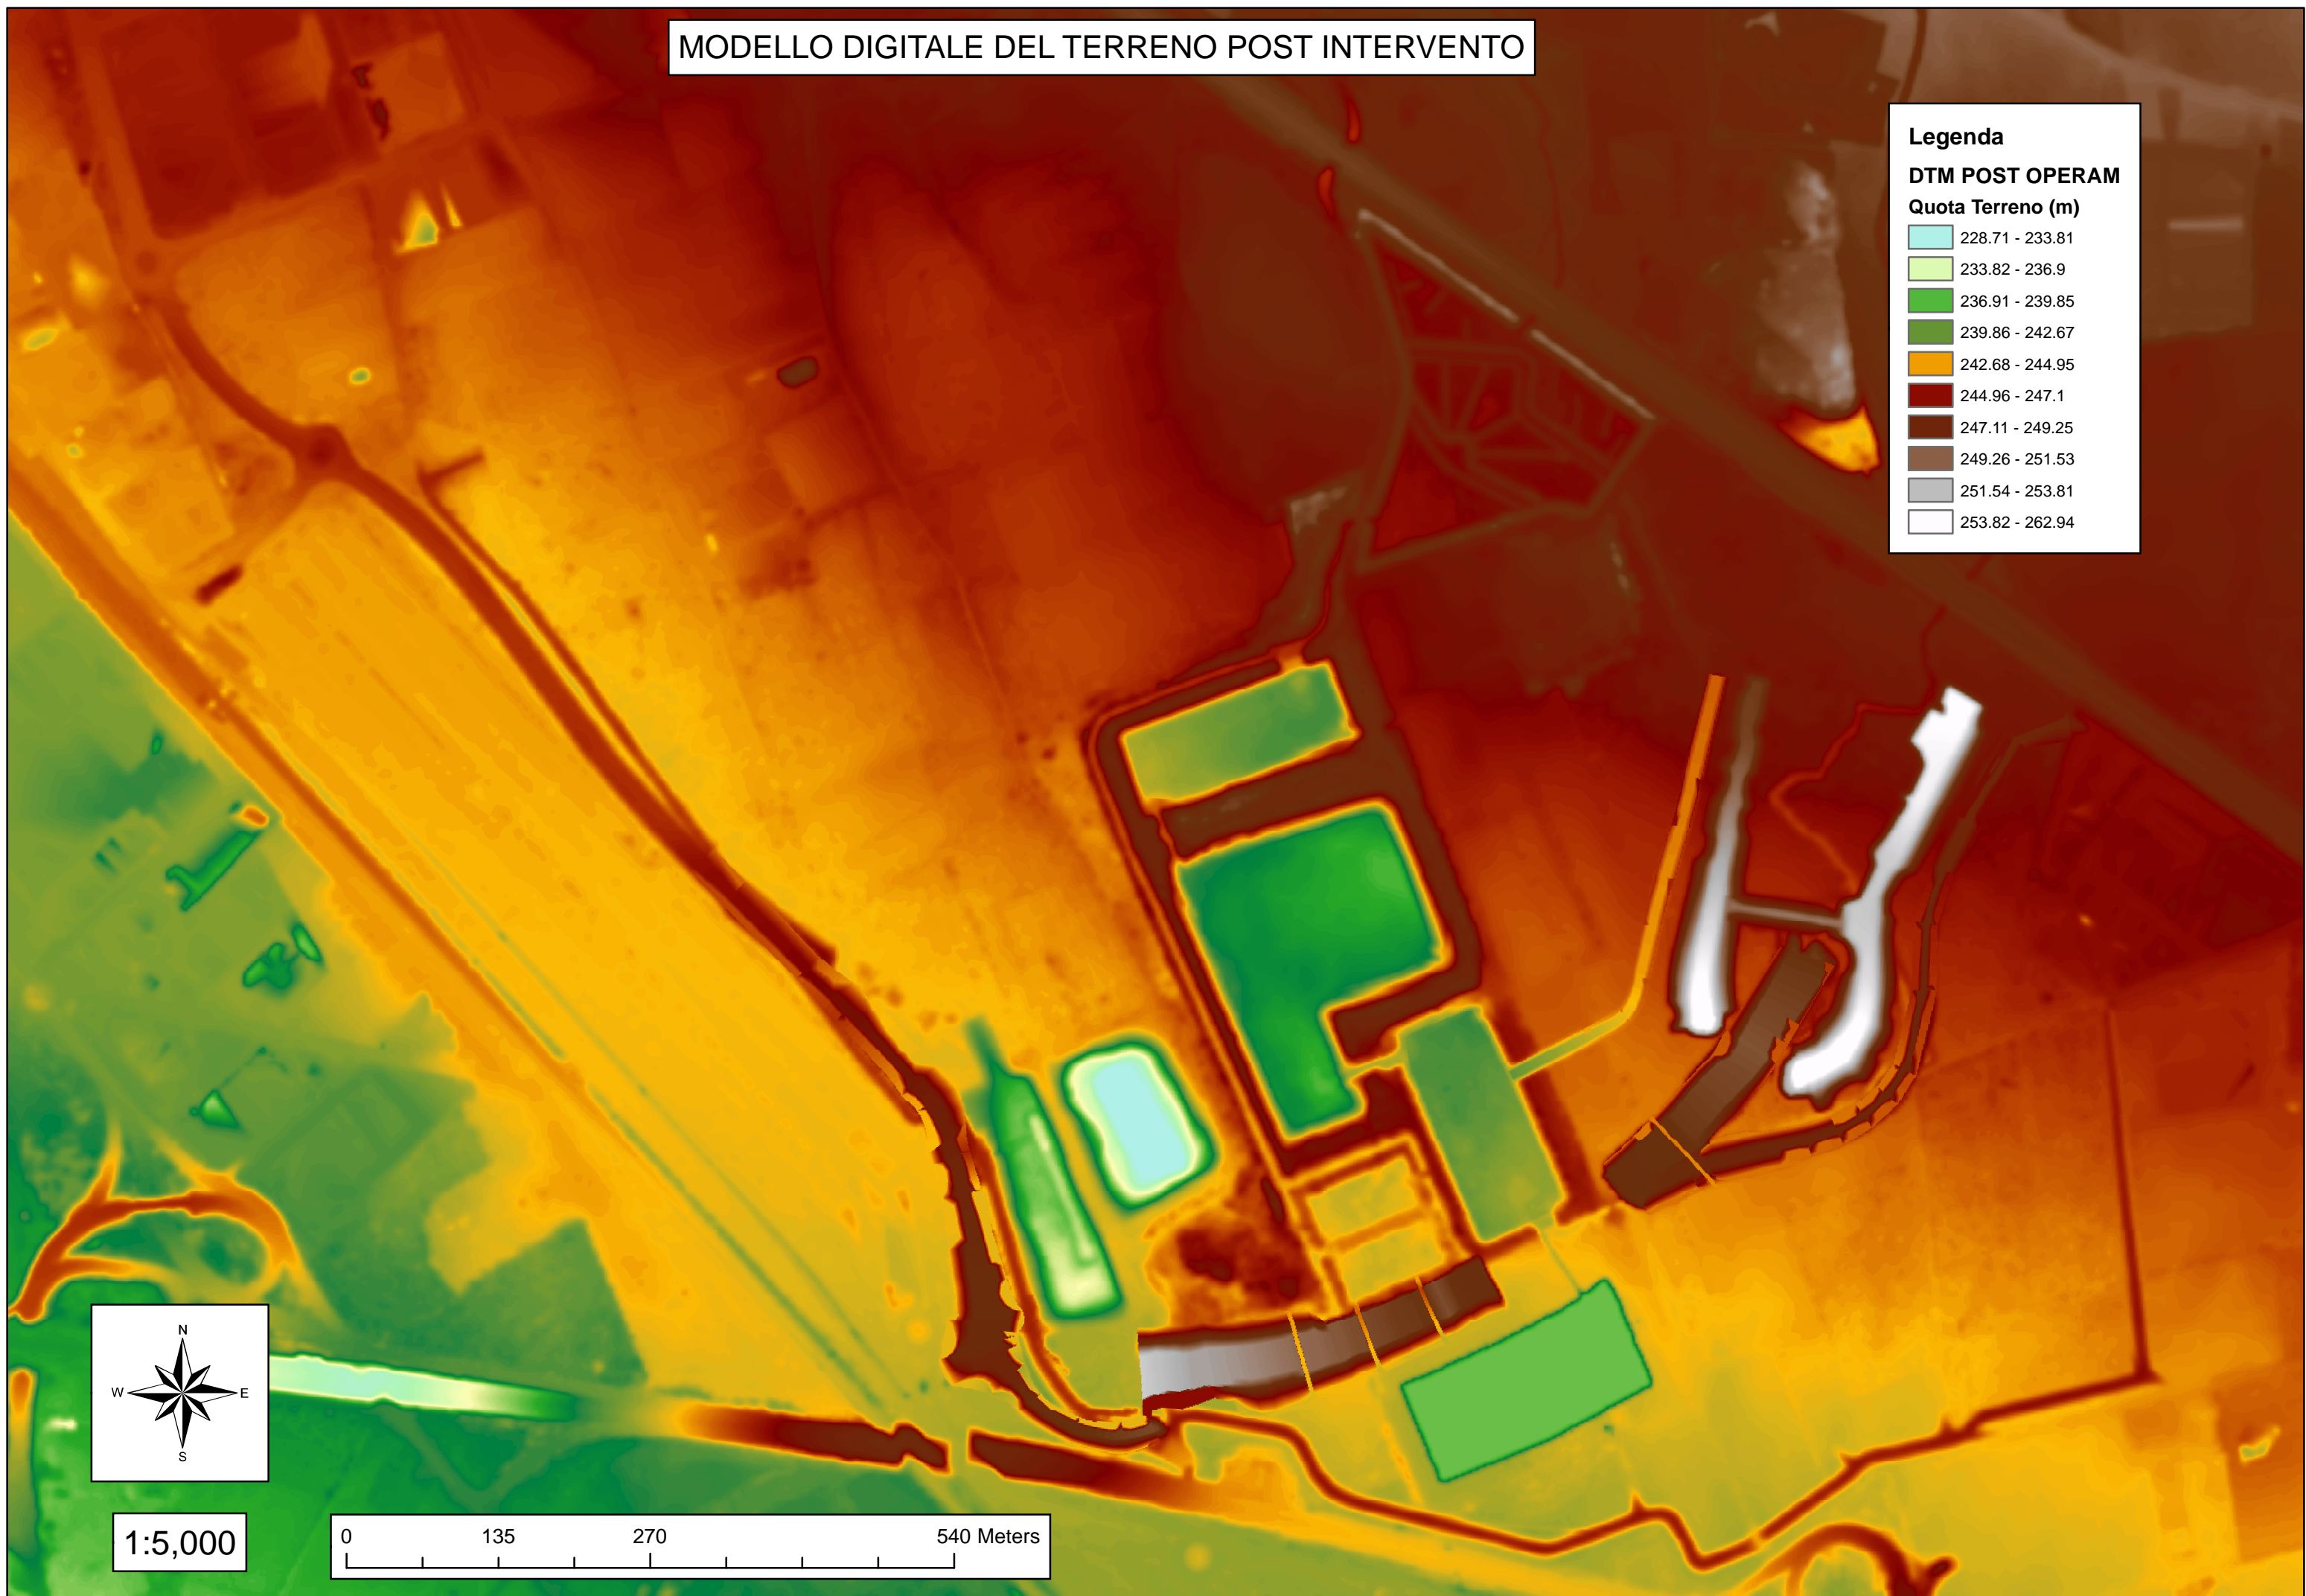 MODELLO DIGITALE DEL TERRENO POST INTERVENTO
Legenda
DTM POST OPERAM
Quota Terreno (m)
228.71 - 233.81
233.82 - 236.9
236.91 - 239.85
239.86 - 242.67
242.68 - 244.95
244.96 - 247.1
247.11 - 249.25
249.26 - 251.53
251.54 - 253.81
253.82 - 262.94
N
W E
S
1:5,000
0 135 270 540 Meters